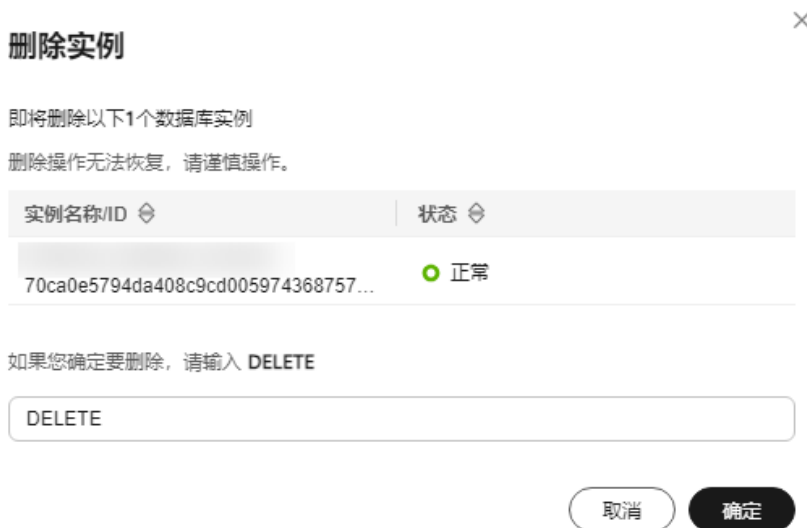 删除实例
即将删除以下1个数据库实例
删除操作无法恢复，请谨慎操作。
实例名称/ID 状态
70ca0e5794da408c9cd005974368757... 正常
如果您确定要删除，请输入 DELETE
DELETE
取消 确定